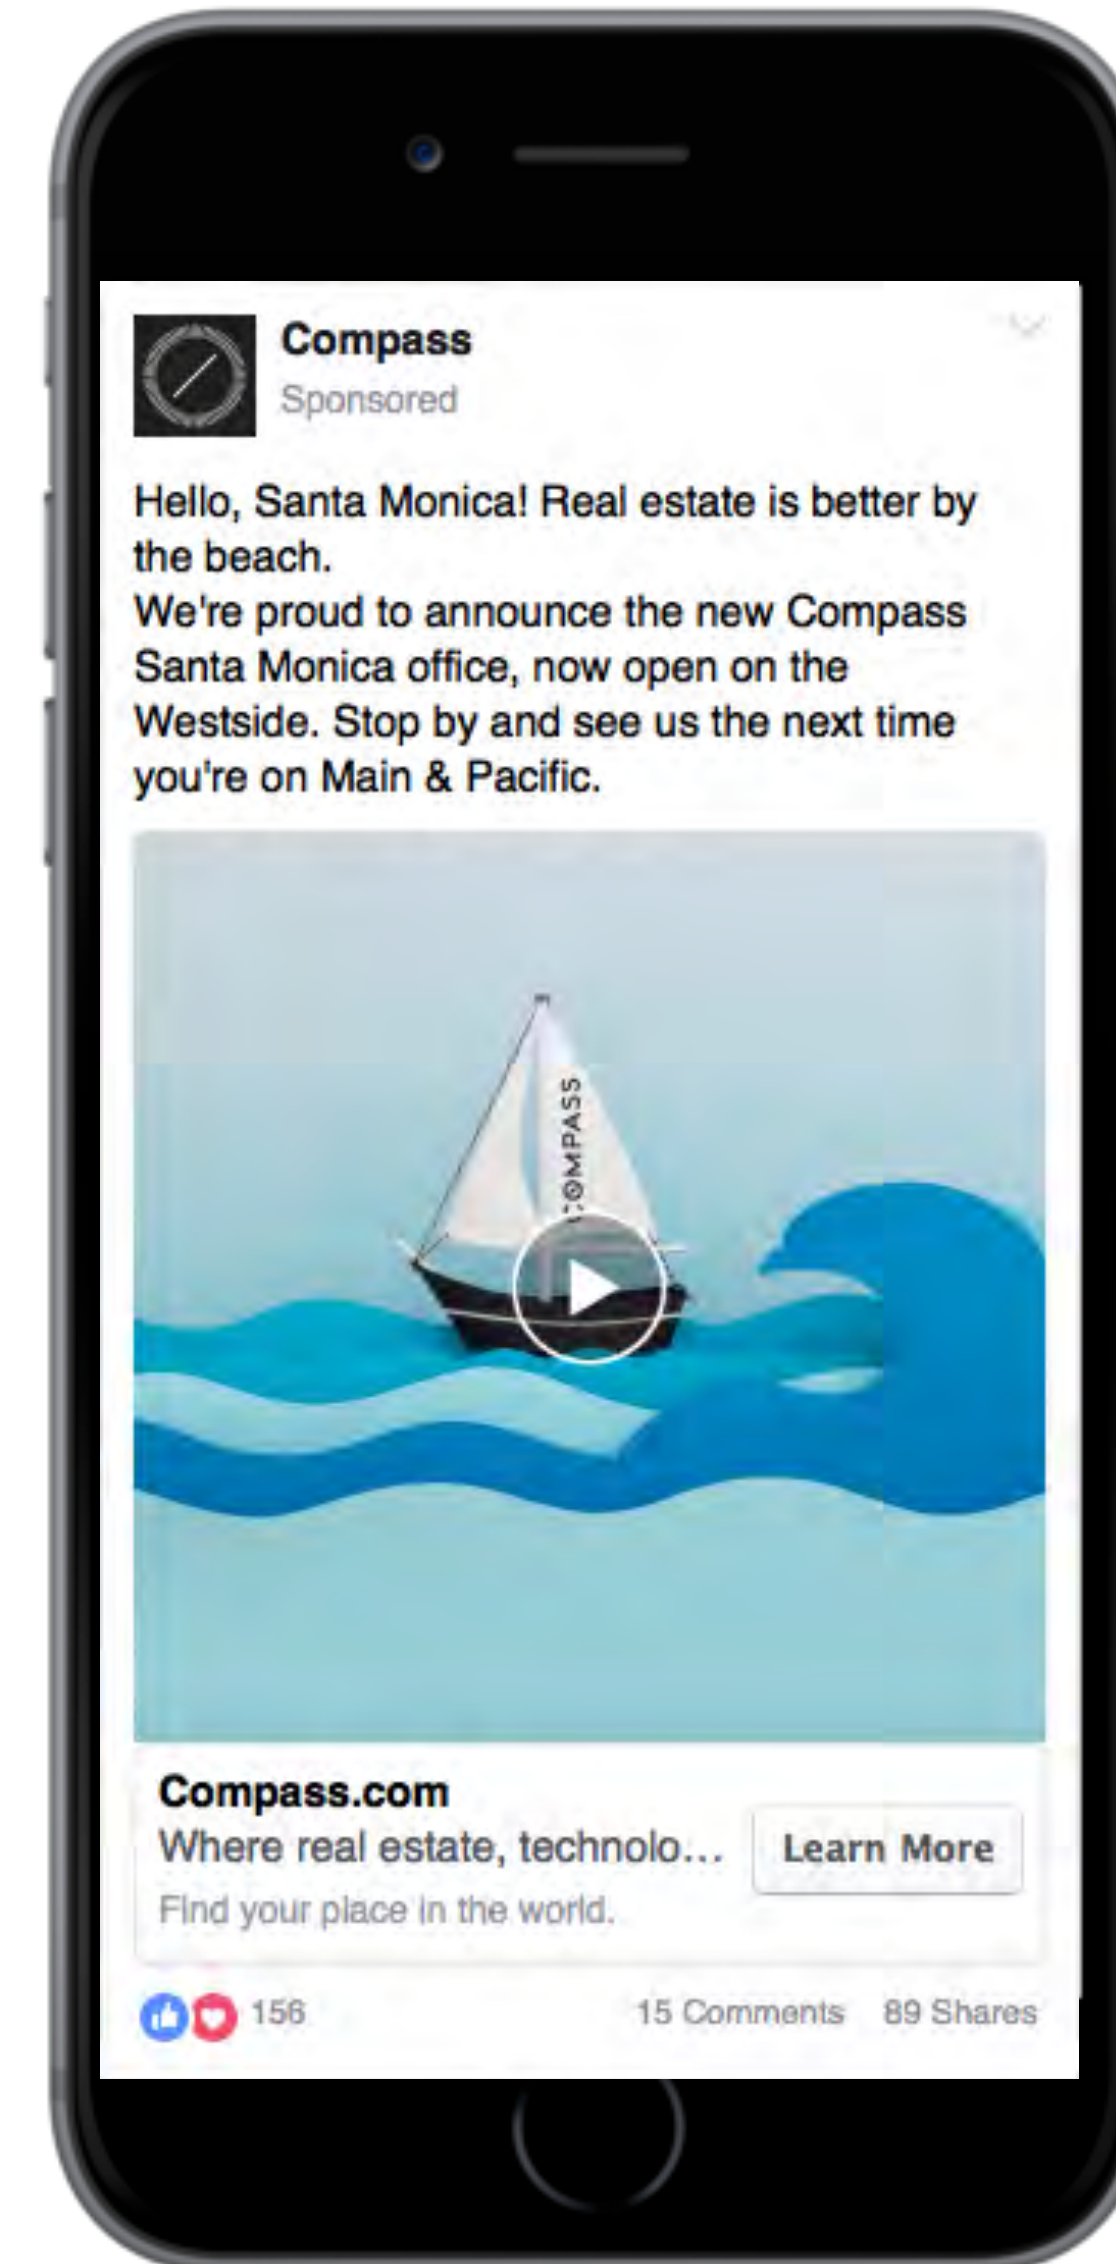 Compass
Sponsored
Hello, Santa Monica! Real estate is better by
the beach.
We're proud to announce the new Compass
Santa Monica office, now open on the
Westside. Stop by and see us the next time
you're on Main & Pacific.
COMPASS
Compass.com
Where real estate, technolo...
Learn More
Find your place in the world.
156
15 Comments
89 Shares